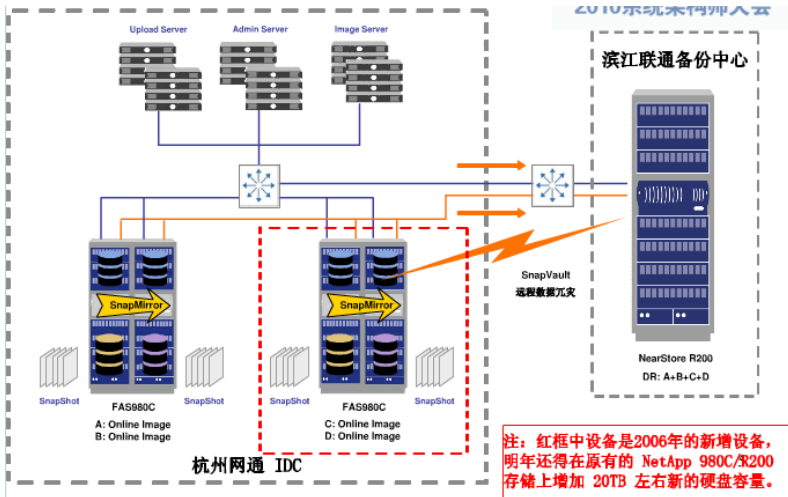 2010系统架构师大会
Upload Server
Admin Server
Image Server
滨江联通备份中心
SnapMirror
SnapMirror
SnapVault
远程数据冗灾
NearStore R200
DR: A+B+C+D
SnapShot
FAS980C
SnapShot
A: Online Image
B: Online Image
SnapShot
FAS980C
SnapShot
C: Online Image
D: Online Image
杭州网通 IDC
注：红框中设备是2006年的新增设备，
明年还得在原有的 NetApp 980C/R200
存储上增加 20TB 左右新的硬盘容量。